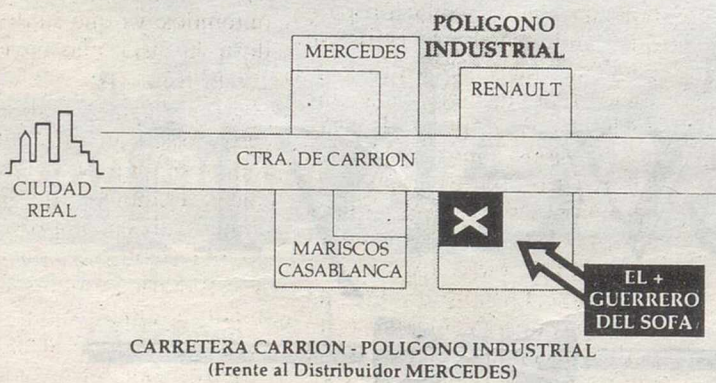 POLIGONO
INDUSTRIAL
MERCEDES
RENAULT
CTRA. DE CARRION
CIUDAD
REAL
MARISCOS
CASABLANCA
X
EL +
GUERRERO
DEL SOFA
CARRETERA CARRION - POLIGONO INDUSTRIAL
(Frente al Distribuidor MERCEDES)